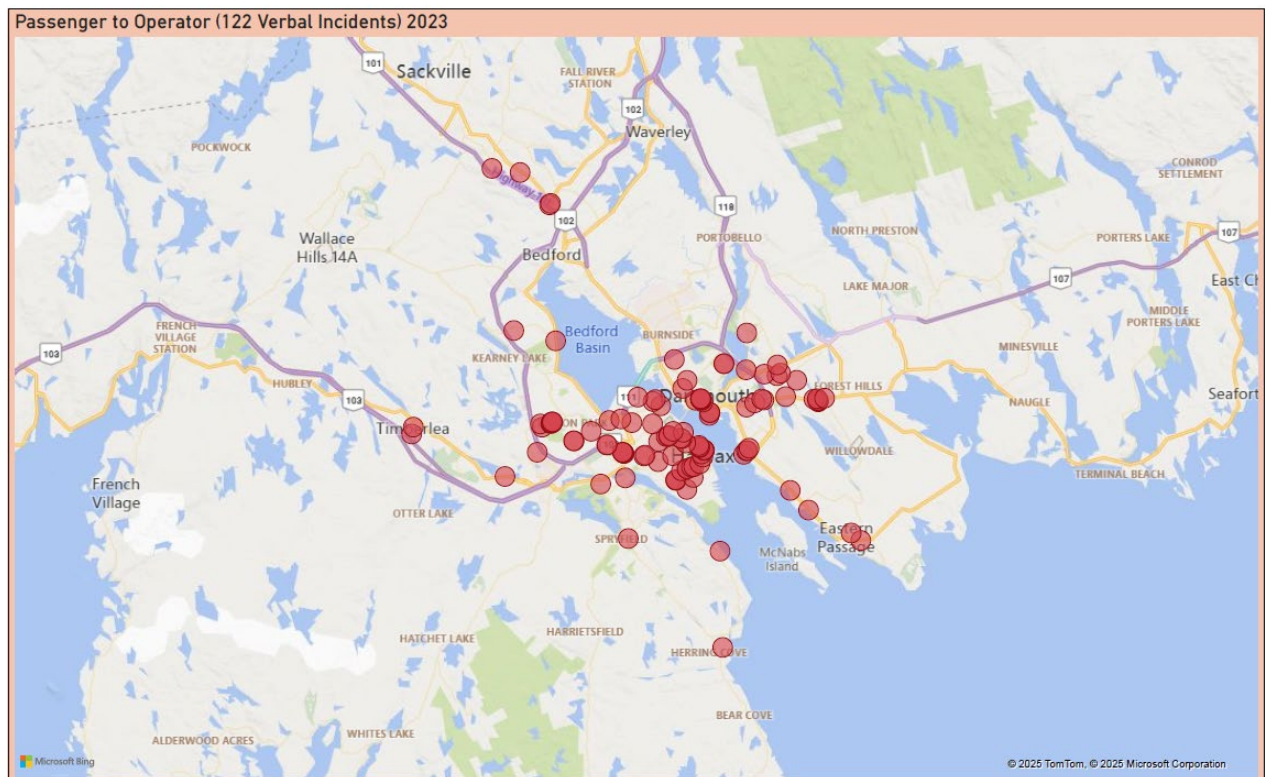 Passenger to Operator (122 Verbal Incidents) 2023
101
Sackville
FALL RIVER
STATION
102
Waverley
POCKWOCK
CONROD
SETTLEMENT
Highway 1
118
102
Wallace
Hills 14A
Bedford
PORTOBELLO
NORTH PRESTON
PORTERS LAKE
107
107
East Ch
LAKE MAJOR
MIDDLE
PORTERS LAKE
FRENCH
VILLAGE
STATION
Bedford
Basin
BURNSIDE
103
KEARNEY LAKE
MINESVILLE
HUBLEY
103
FOREST HILLS
Seafort
NAUGLE
WILLOWDALE
TERMINAL BEACH
French
Village
OTTER LAKE
Eastern
Passage
McNabs
Island
HATCHET LAKE
HARRIETSFIELD
HERRING COVE
BEAR COVE
WHITES LAKE
ALDERWOOD ACRES
Microsoft Bing
© 2025 TomTom, © 2025 Microsoft Corporation